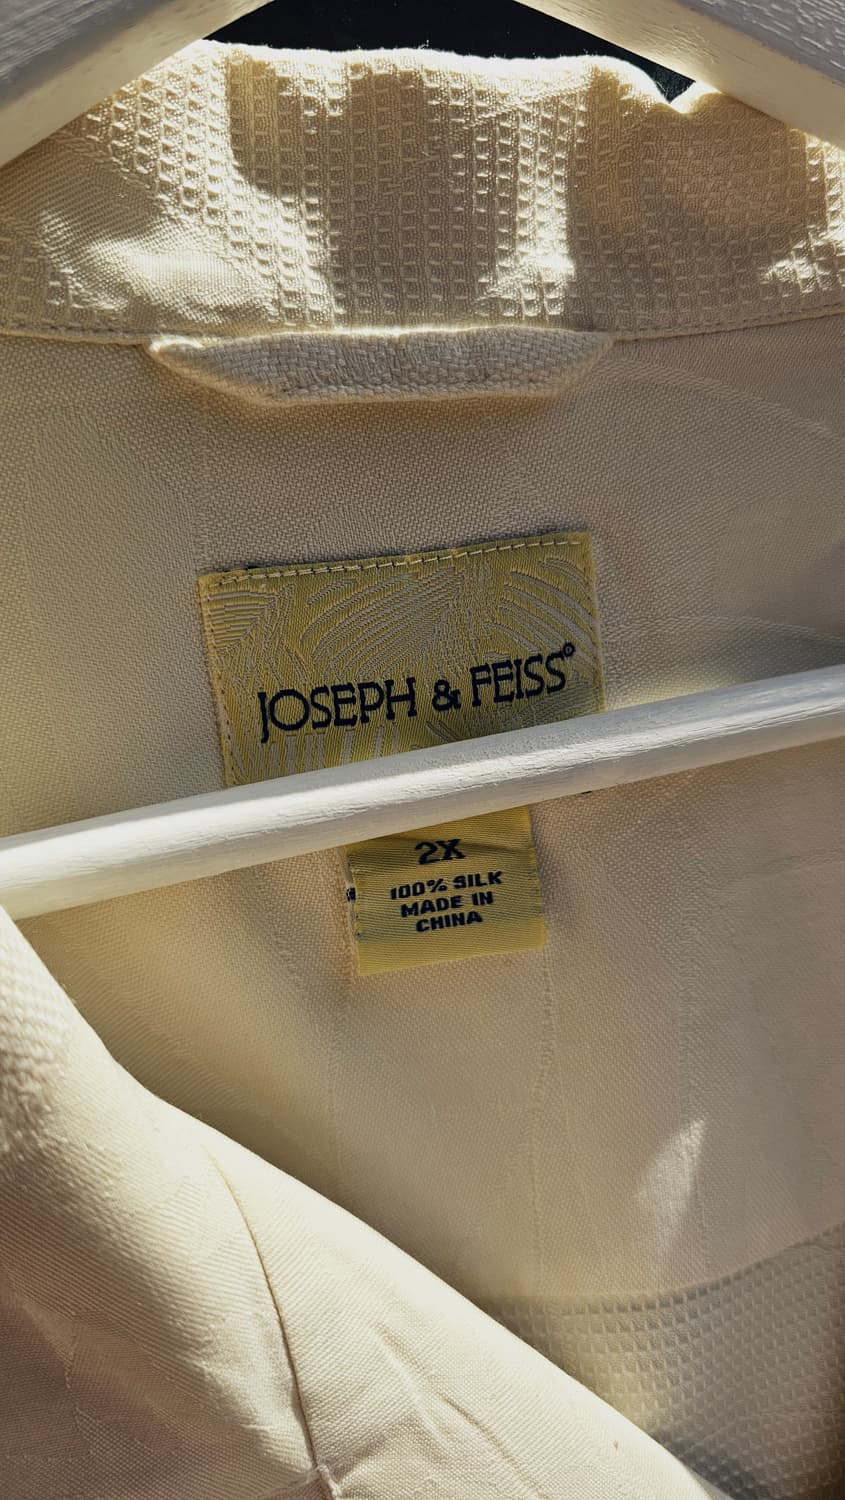 JOSEPH & FEISS®
2X
100% SILK
MADE IN
CHINA